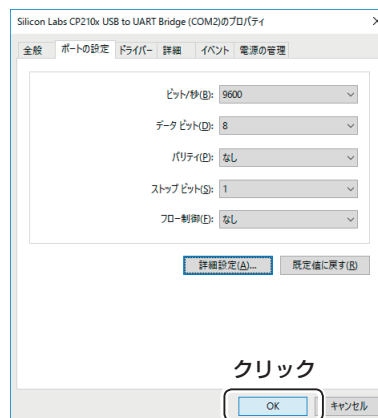 Silicon Labs CP210x USB to UART Bridge (COM2)のプロパティ
全般 ポートの設定 ドライバー 詳細 イベント 電源の管理
ビット/秒(B): 9600
データ ビット(D): 8
パリティ(P): なし
ストップ ビット(S): 1
フロー制御(F): なし
詳細設定(A)... 既定値に戻す(R)
クリック
OK キャンセル